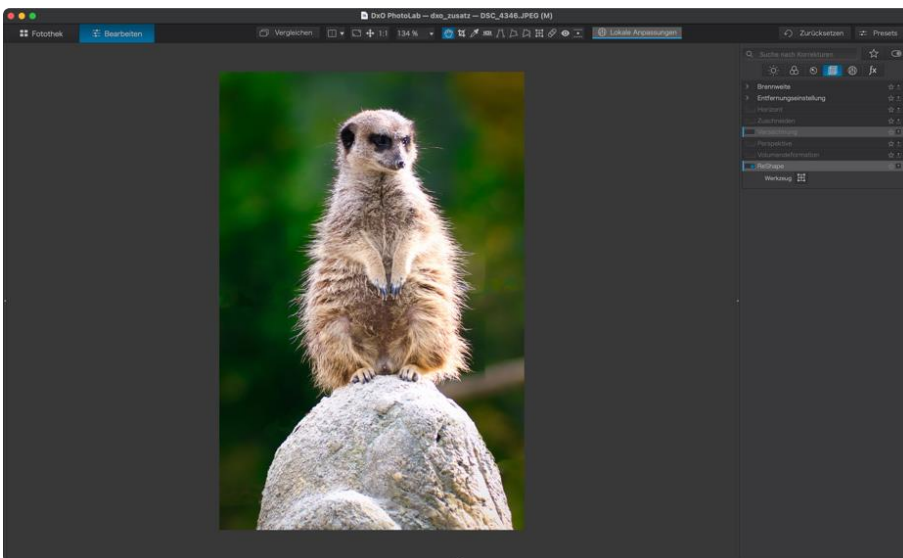 DxO PhotoLab — dxo_zusatz — DSC_4346.JPEG (M)
Fotothek Bearbeiten Vergleichen 1:1 134 % Lokale Anpassungen Zurücksetzen Presets
Suche nach Korrekturen
fx
Brennweite
Entfernungseinstellung
Horizont
Zuschneiden
Verzeichnung
Perspektive
Volumendeformation
ReShape
Werkzeug